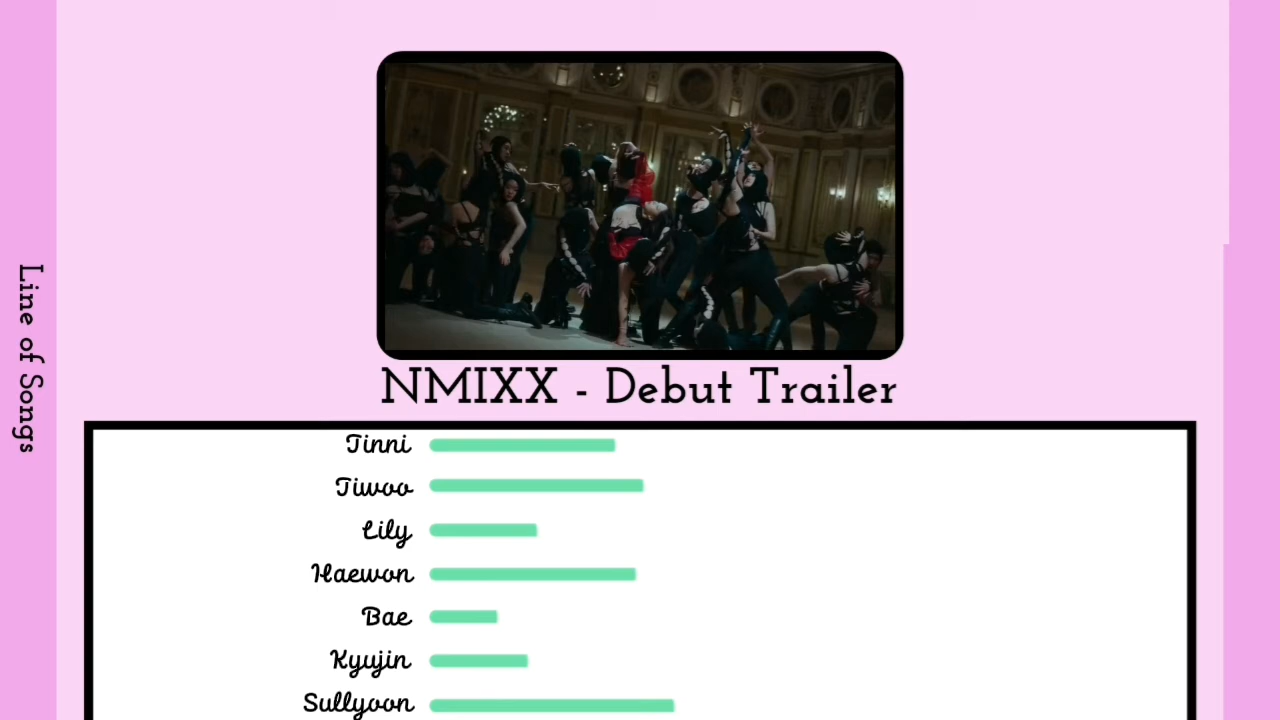 Line of Songs
NMIXX - Debut Trailer
Jinni
Jiwoo
Lily
Haewon
Bae
Kyujin
Sullyoon